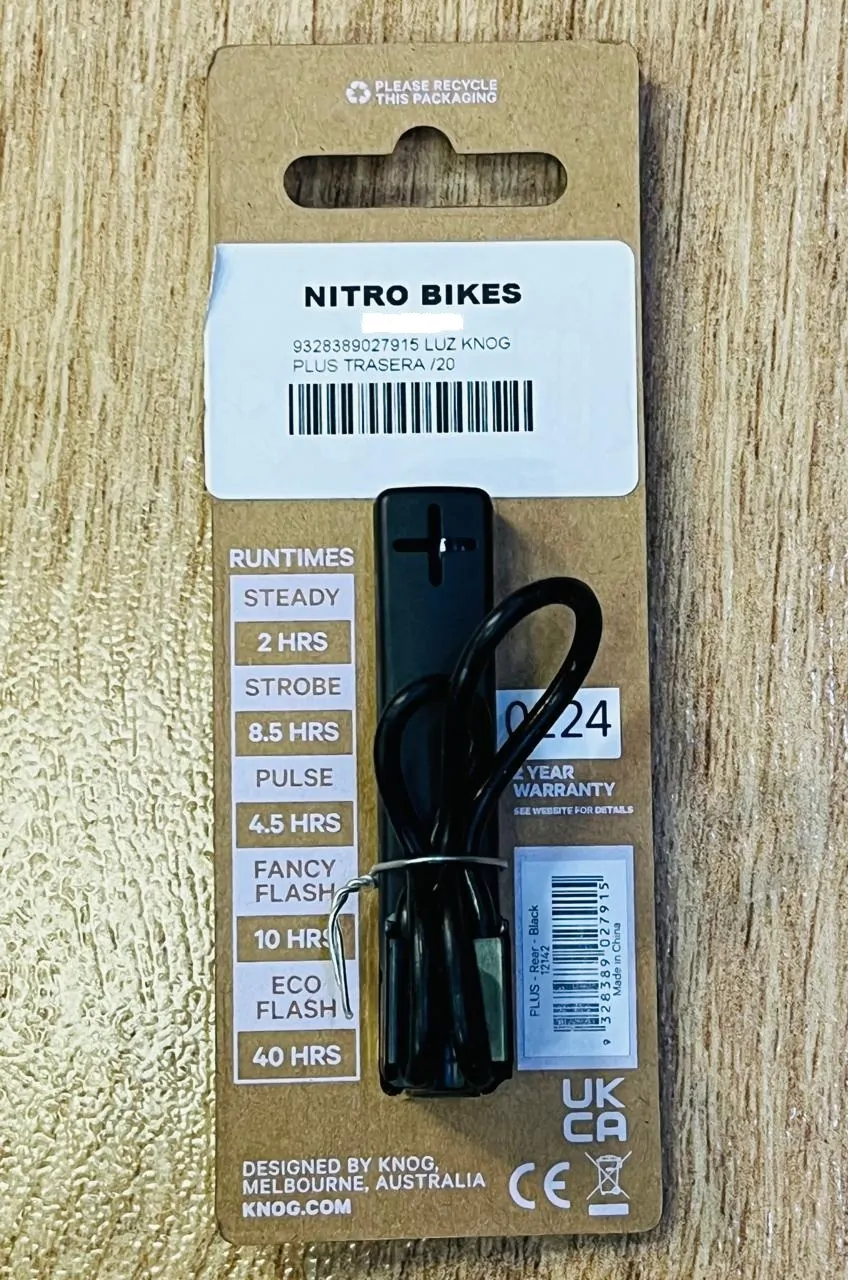 PLEASE RECYCLE
THIS PACKAGING
NITRO BIKES
9328389027915 LUZ KNOG
PLUS TRASERA /20
RUNTIMES
STEADY
2 HRS
STROBE
8.5 HRS
PULSE
4.5 HRS
FANCY
FLASH
10 HRS
ECO
FLASH
40 HRS
2 YEAR
WARRANTY
SEE WEBSITE FOR DETAILS
PLUS - Rear - Black
12142
9 328389 027915
Made in China
UK
CA
CE
DESIGNED BY KNOG,
MELBOURNE, AUSTRALIA
KNOG.COM